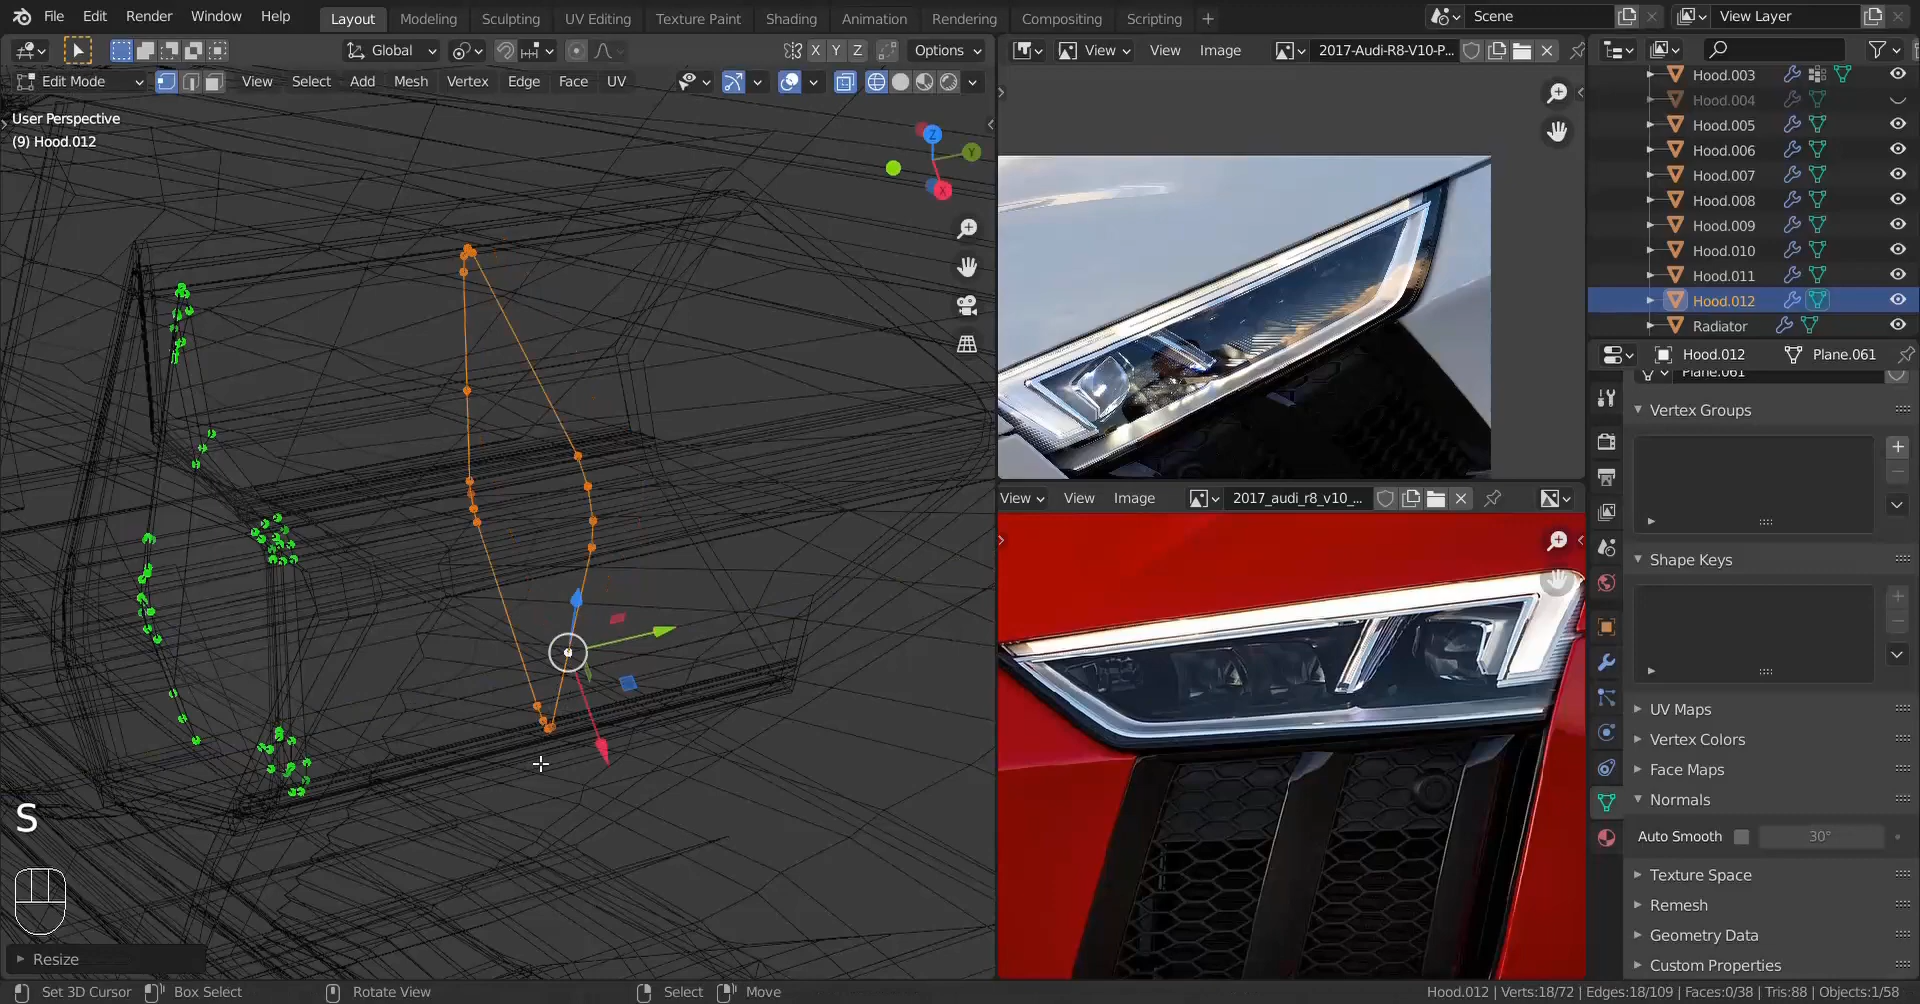 File Edit Render Window Help Layout Modeling Sculpting UV Editing Texture Paint Shading Animation Rendering Compositing Scripting + Scene View Layer
Global X Y Z Options View View Image 2017-Audi-R8-V10-P...
Edit Mode View Select Add Mesh Vertex Edge Face UV
User Perspective
(9) Hood.012
Z
Y
X
Hood.003
Hood.004
Hood.005
Hood.006
Hood.007
Hood.008
Hood.009
Hood.010
Hood.011
Hood.012
Radiator
Hood.012 Plane.061
Plane.061
Vertex Groups
View View Image 2017_audi_r8_v10_...
Shape Keys
UV Maps
Vertex Colors
Face Maps
Normals
Auto Smooth 30°
Texture Space
Remesh
Geometry Data
Custom Properties
S
Resize
Set 3D Cursor Box Select Rotate View Select Move Hood.012 | Verts:18/72 | Edges:18/109 | Faces:0/38 | Tris:88 | Objects:1/58